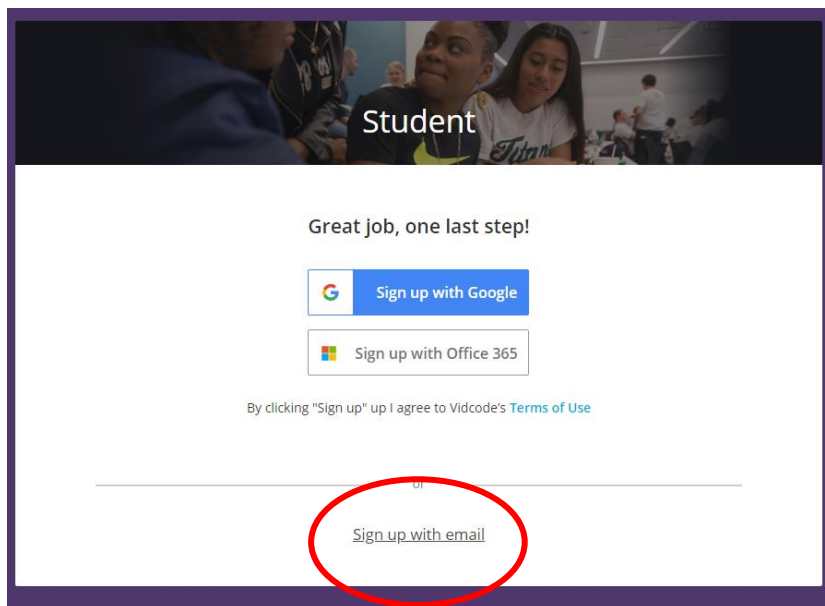 Student
Great job, one last step!
Sign up with Google
Sign up with Office 365
By clicking "Sign up" up I agree to Vidcode's Terms of Use
or
Sign up with email